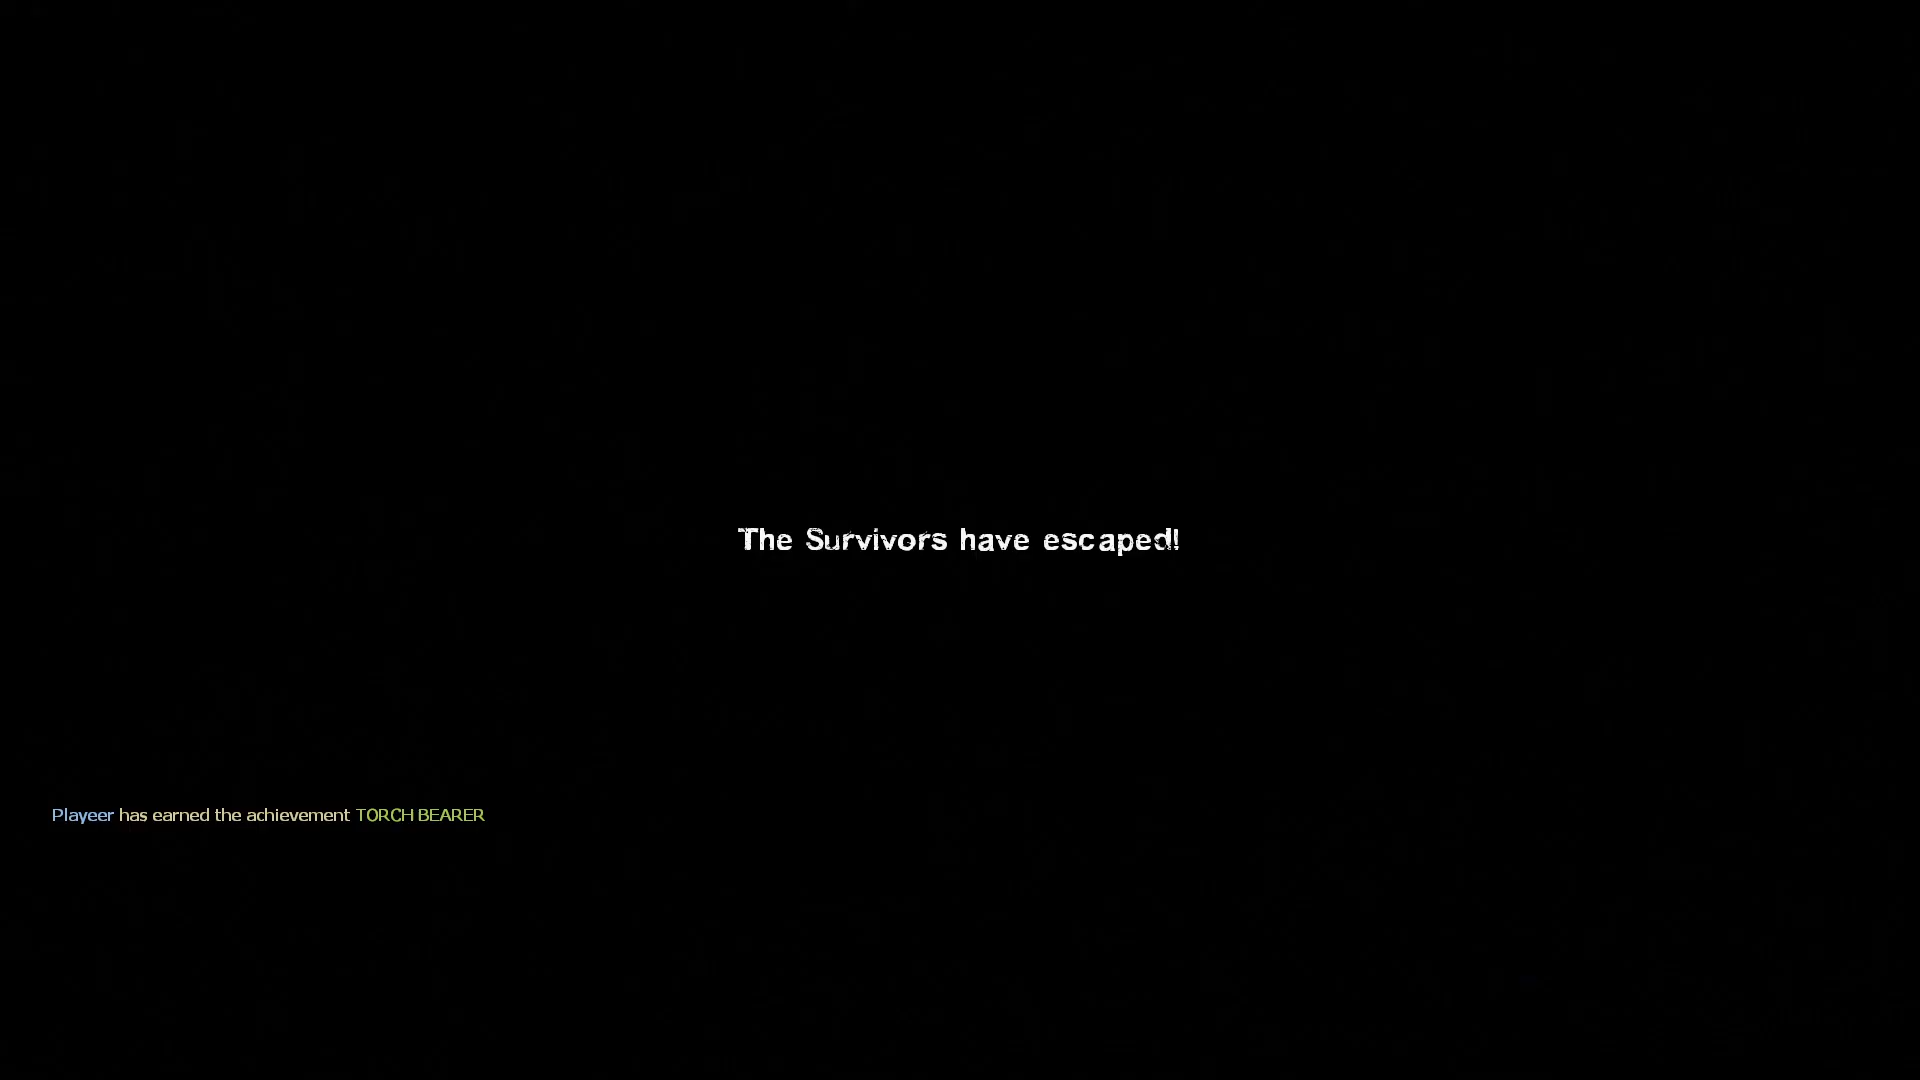 The Survivors have escaped!
Playeer has earned the achievement TORCH BEARER